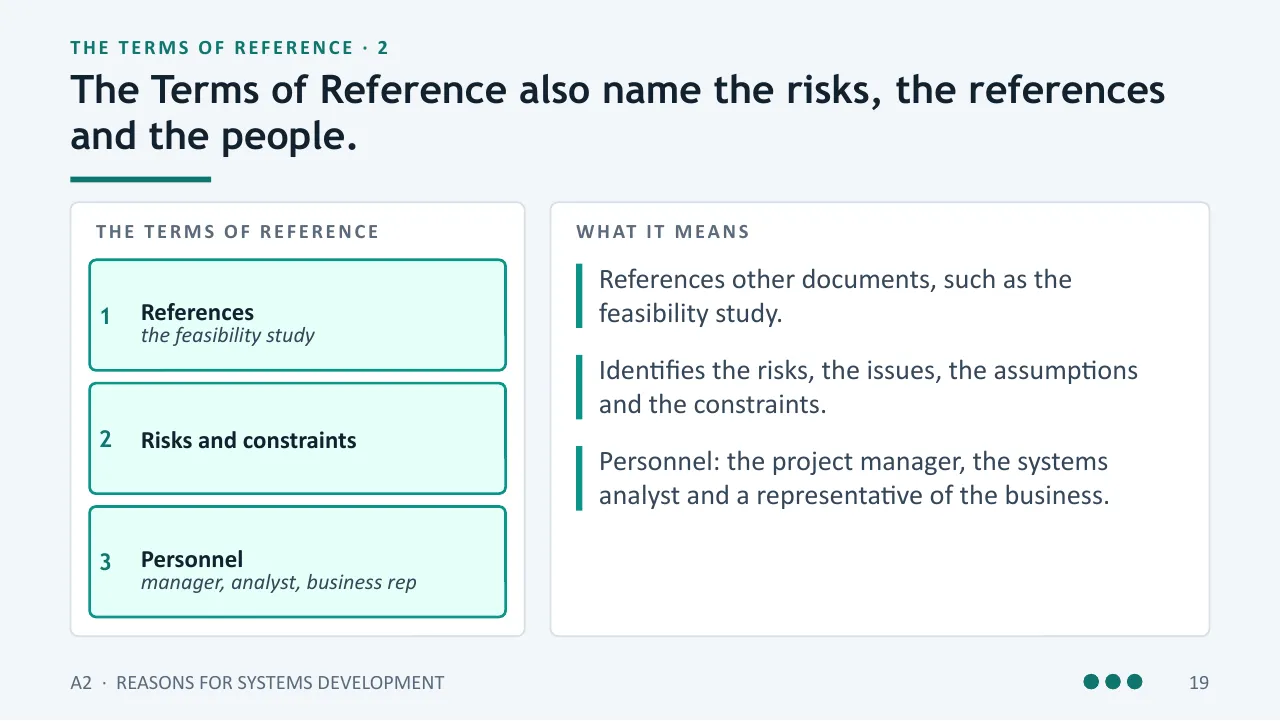 THE TERMS OF REFERENCE · 2
The Terms of Reference also name the risks, the references
and the people.
THE TERMS OF REFERENCE
1
References
the feasibility study
2
Risks and constraints
3
Personnel
manager, analyst, business rep
WHAT IT MEANS
References other documents, such as the
feasibility study.
Identifies the risks, the issues, the assumptions
and the constraints.
Personnel: the project manager, the systems
analyst and a representative of the business.
A2 · REASONS FOR SYSTEMS DEVELOPMENT
19